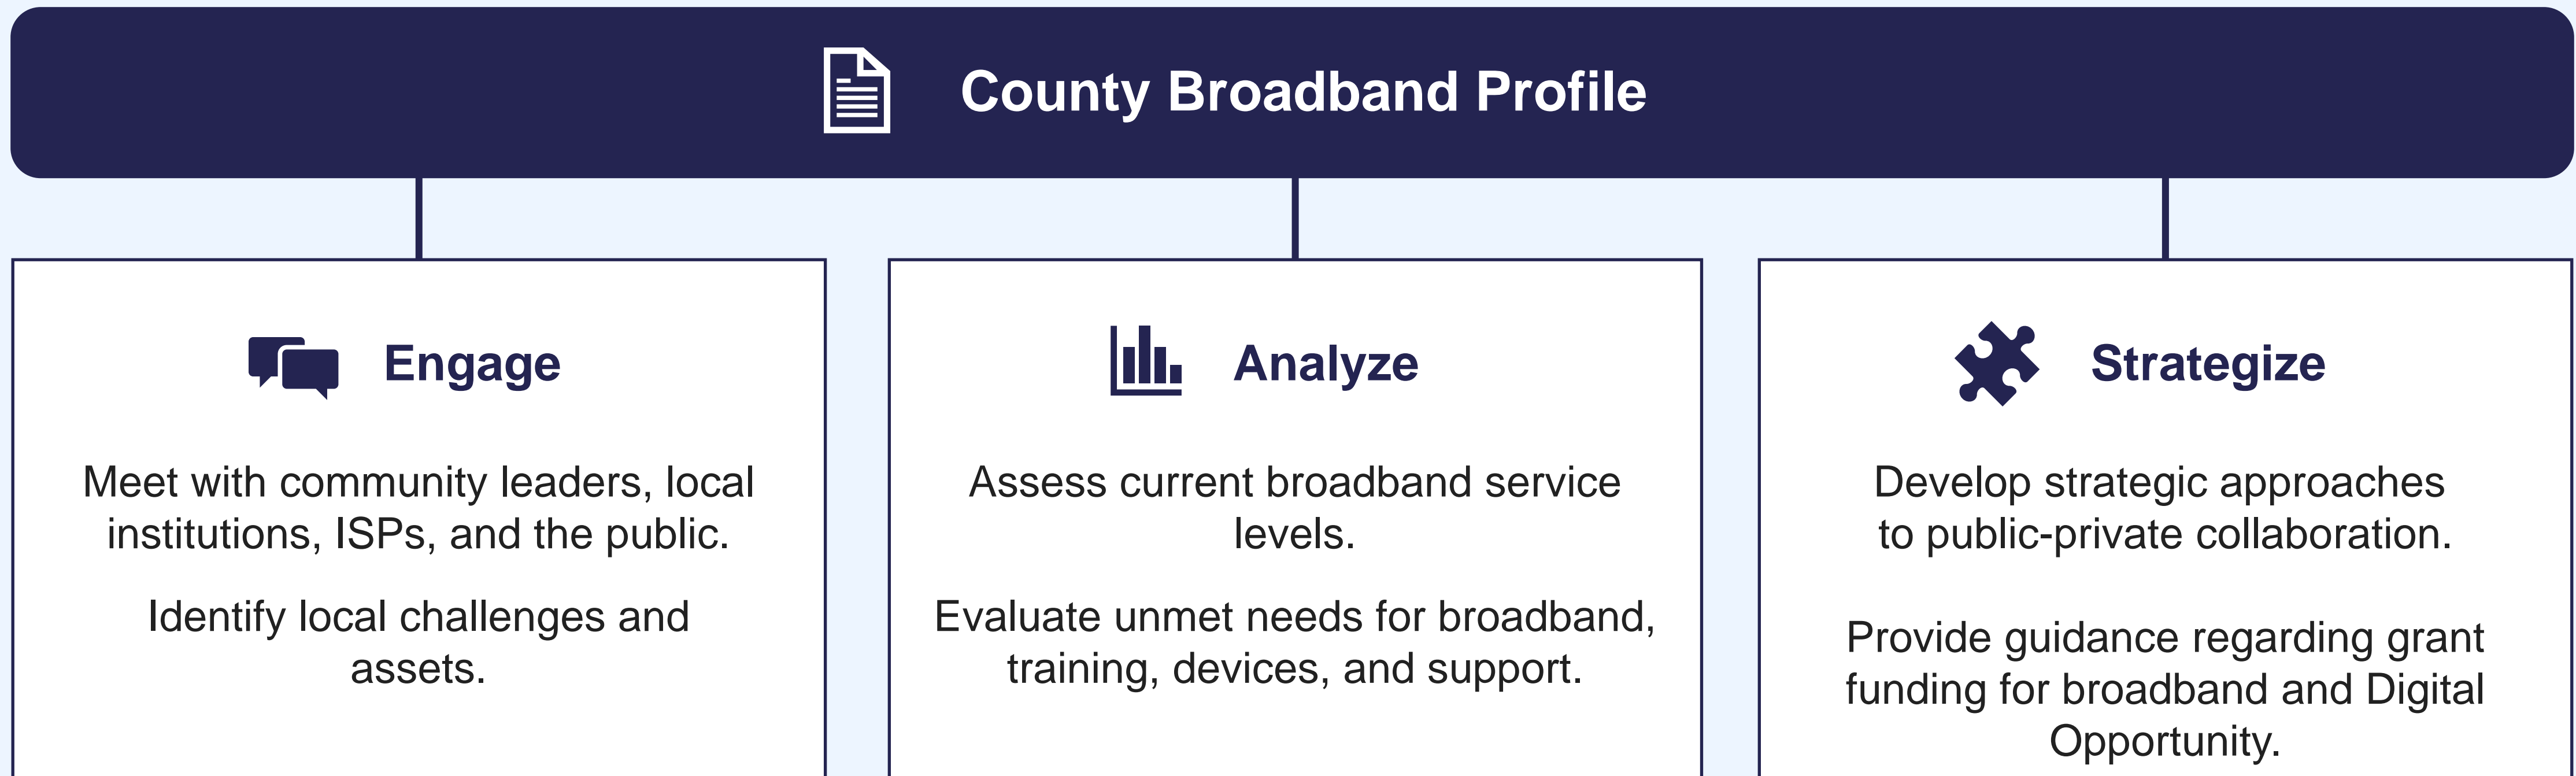 County Broadband Profile
Engage
Meet with community leaders, local
institutions, ISPs, and the public.
Identify local challenges and
assets.
Analyze
Assess current broadband service
levels.
Evaluate unmet needs for broadband,
training, devices, and support.
Strategize
Develop strategic approaches
to public-private collaboration.
Provide guidance regarding grant
funding for broadband and Digital
Opportunity.